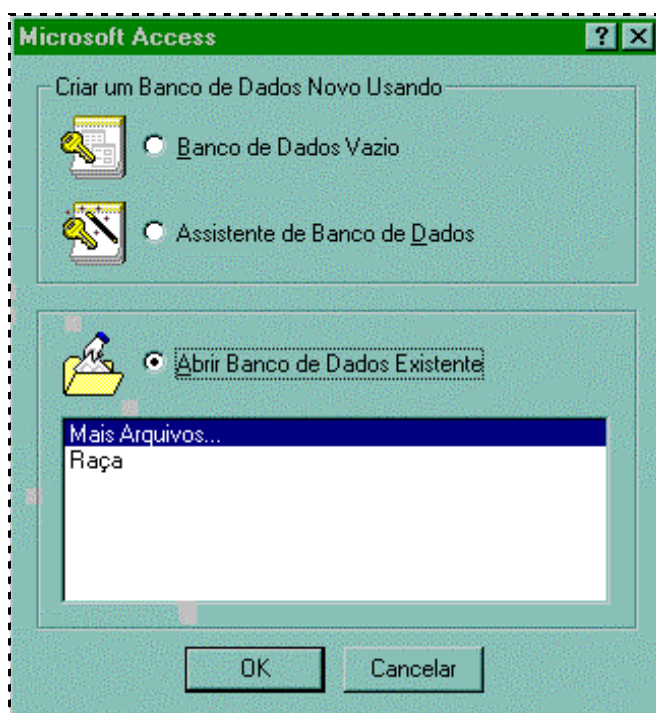 Microsoft Access
Criar um Banco de Dados Novo Usando
Banco de Dados Vazio
Assistente de Banco de Dados
Abrir Banco de Dados Existente
Mais Arquivos...
Raça
OK Cancelar